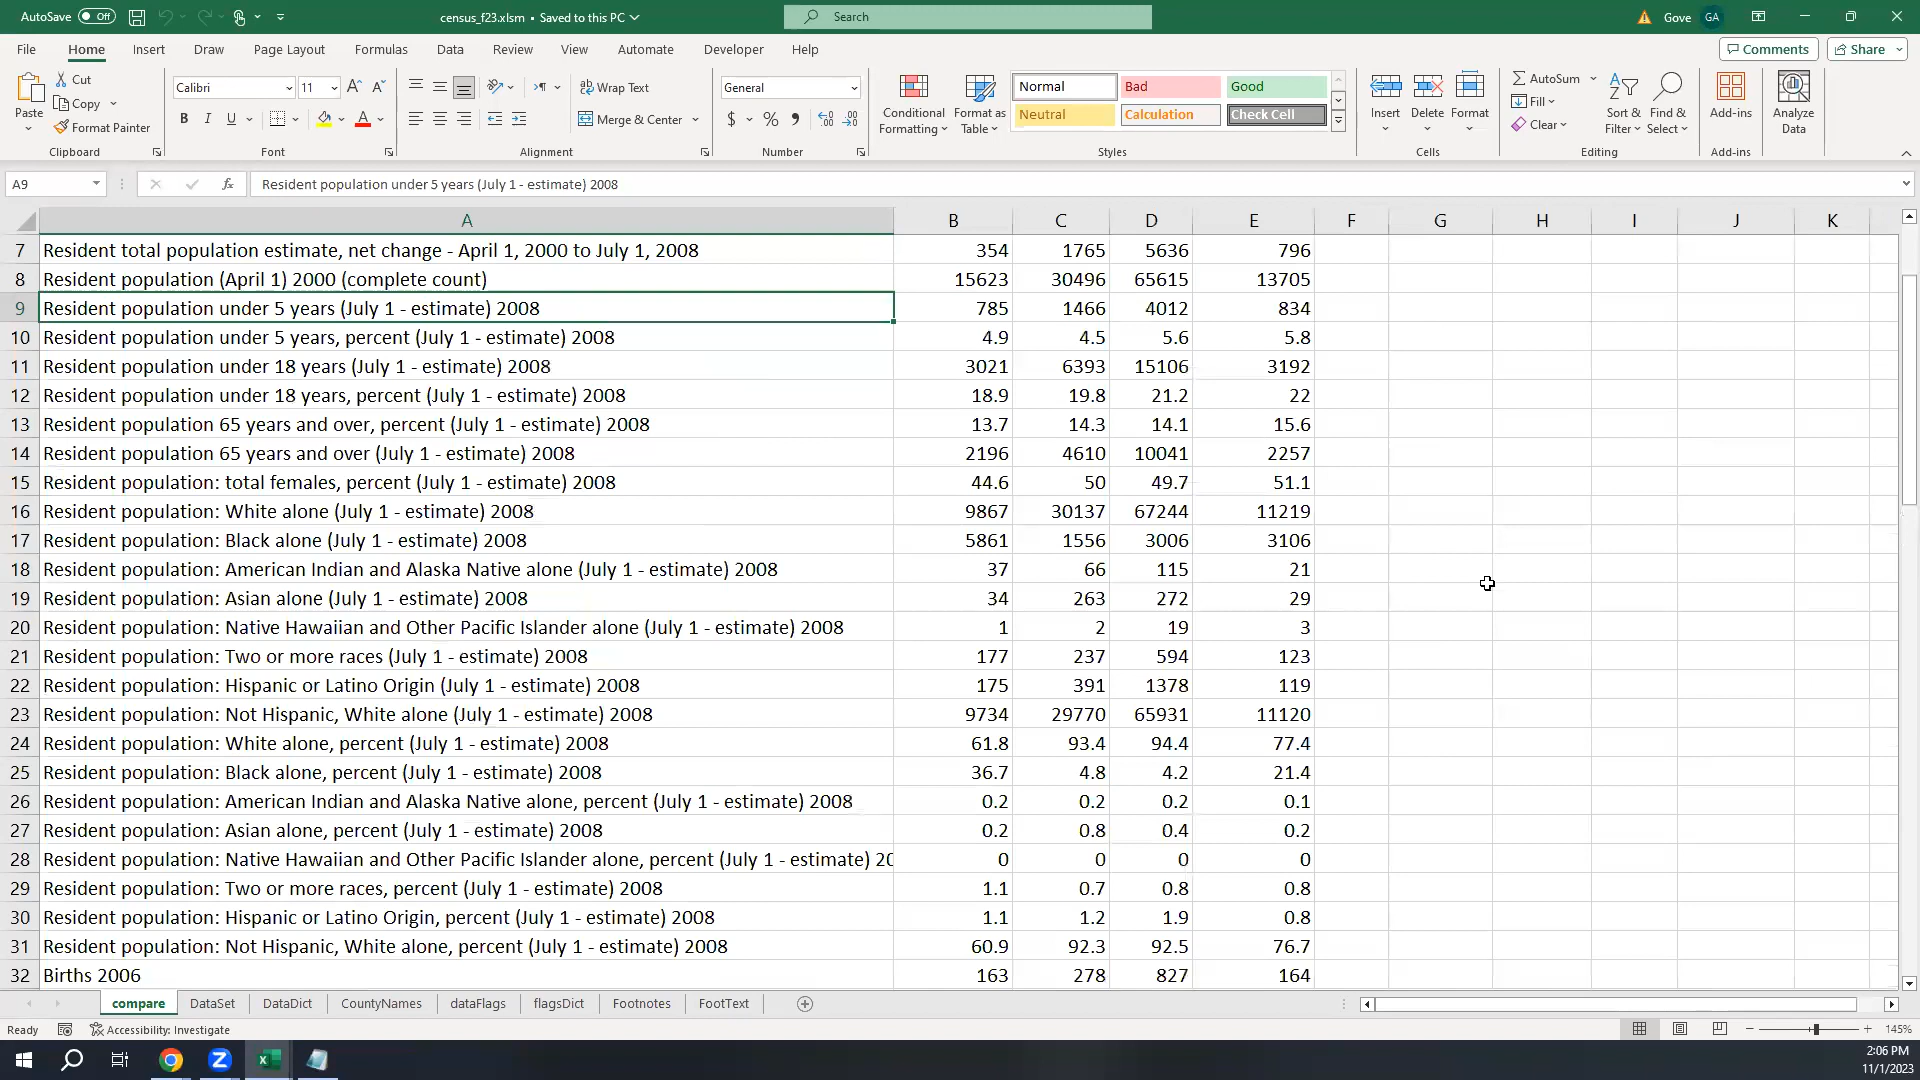 AutoSave Off census_f23.xlsm • Saved to this PC Search Gove GA
File Home Insert Draw Page Layout Formulas Data Review View Automate Developer Help Comments Share
Paste Cut Copy Format Painter Clipboard
Calibri 11 B I U Font
Wrap Text Merge & Center Alignment
General $ % Number
Conditional Formatting Format as Table Normal Bad Good Neutral Calculation Check Cell Styles
Insert Delete Format Cells
AutoSum Fill Clear Sort & Filter Find & Select Editing
Add-ins Add-ins
Analyze Data
A9 fx Resident population under 5 years (July 1 - estimate) 2008
A B C D E F G H I J K
7 Resident total population estimate, net change - April 1, 2000 to July 1, 2008 354 1765 5636 796
8 Resident population (April 1) 2000 (complete count) 15623 30496 65615 13705
9 Resident population under 5 years (July 1 - estimate) 2008 785 1466 4012 834
10 Resident population under 5 years, percent (July 1 - estimate) 2008 4.9 4.5 5.6 5.8
11 Resident population under 18 years (July 1 - estimate) 2008 3021 6393 15106 3192
12 Resident population under 18 years, percent (July 1 - estimate) 2008 18.9 19.8 21.2 22
13 Resident population 65 years and over, percent (July 1 - estimate) 2008 13.7 14.3 14.1 15.6
14 Resident population 65 years and over (July 1 - estimate) 2008 2196 4610 10041 2257
15 Resident population: total females, percent (July 1 - estimate) 2008 44.6 50 49.7 51.1
16 Resident population: White alone (July 1 - estimate) 2008 9867 30137 67244 11219
17 Resident population: Black alone (July 1 - estimate) 2008 5861 1556 3006 3106
18 Resident population: American Indian and Alaska Native alone (July 1 - estimate) 2008 37 66 115 21
19 Resident population: Asian alone (July 1 - estimate) 2008 34 263 272 29
20 Resident population: Native Hawaiian and Other Pacific Islander alone (July 1 - estimate) 2008 1 2 19 3
21 Resident population: Two or more races (July 1 - estimate) 2008 177 237 594 123
22 Resident population: Hispanic or Latino Origin (July 1 - estimate) 2008 175 391 1378 119
23 Resident population: Not Hispanic, White alone (July 1 - estimate) 2008 9734 29770 65931 11120
24 Resident population: White alone, percent (July 1 - estimate) 2008 61.8 93.4 94.4 77.4
25 Resident population: Black alone, percent (July 1 - estimate) 2008 36.7 4.8 4.2 21.4
26 Resident population: American Indian and Alaska Native alone, percent (July 1 - estimate) 2008 0.2 0.2 0.2 0.1
27 Resident population: Asian alone, percent (July 1 - estimate) 2008 0.2 0.8 0.4 0.2
28 Resident population: Native Hawaiian and Other Pacific Islander alone, percent (July 1 - estimate) 20 0 0 0 0
29 Resident population: Two or more races, percent (July 1 - estimate) 2008 1.1 0.7 0.8 0.8
30 Resident population: Hispanic or Latino Origin, percent (July 1 - estimate) 2008 1.1 1.2 1.9 0.8
31 Resident population: Not Hispanic, White alone, percent (July 1 - estimate) 2008 60.9 92.3 92.5 76.7
32 Births 2006 163 278 827 164
compare DataSet DataDict CountyNames dataFlags flagsDict Footnotes FootText
Ready Accessibility: Investigate 145%
2:06 PM
11/1/2023